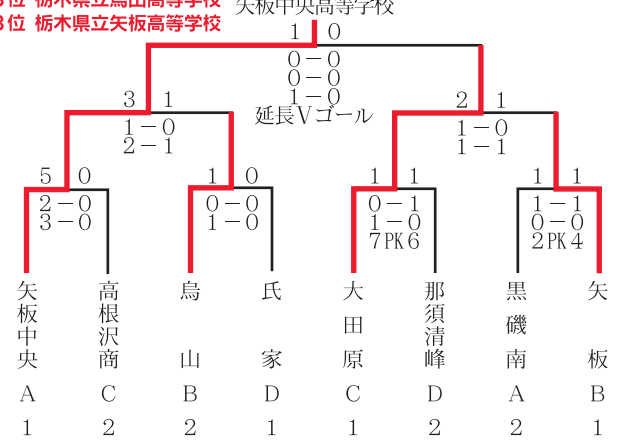 3位 栃木県立烏山高等学校
3位 栃木県立矢板高等学校
矢板中央高等学校
1 0
0－0
0－0
1－0
延長Vゴール
3 1
1－0
2－1
2 1
1－0
1－1
5 0
2－0
3－0
1 0
0－0
1－0
1 1
0－1
1－0
7 PK 6
1 1
1－1
0－0
2 PK 4
矢板中央 A 1
高根沢商 C 2
烏山 B 2
氏家 D 1
大田原 C 1
那須清峰 D 2
黒磯南 A 2
矢板 B 1